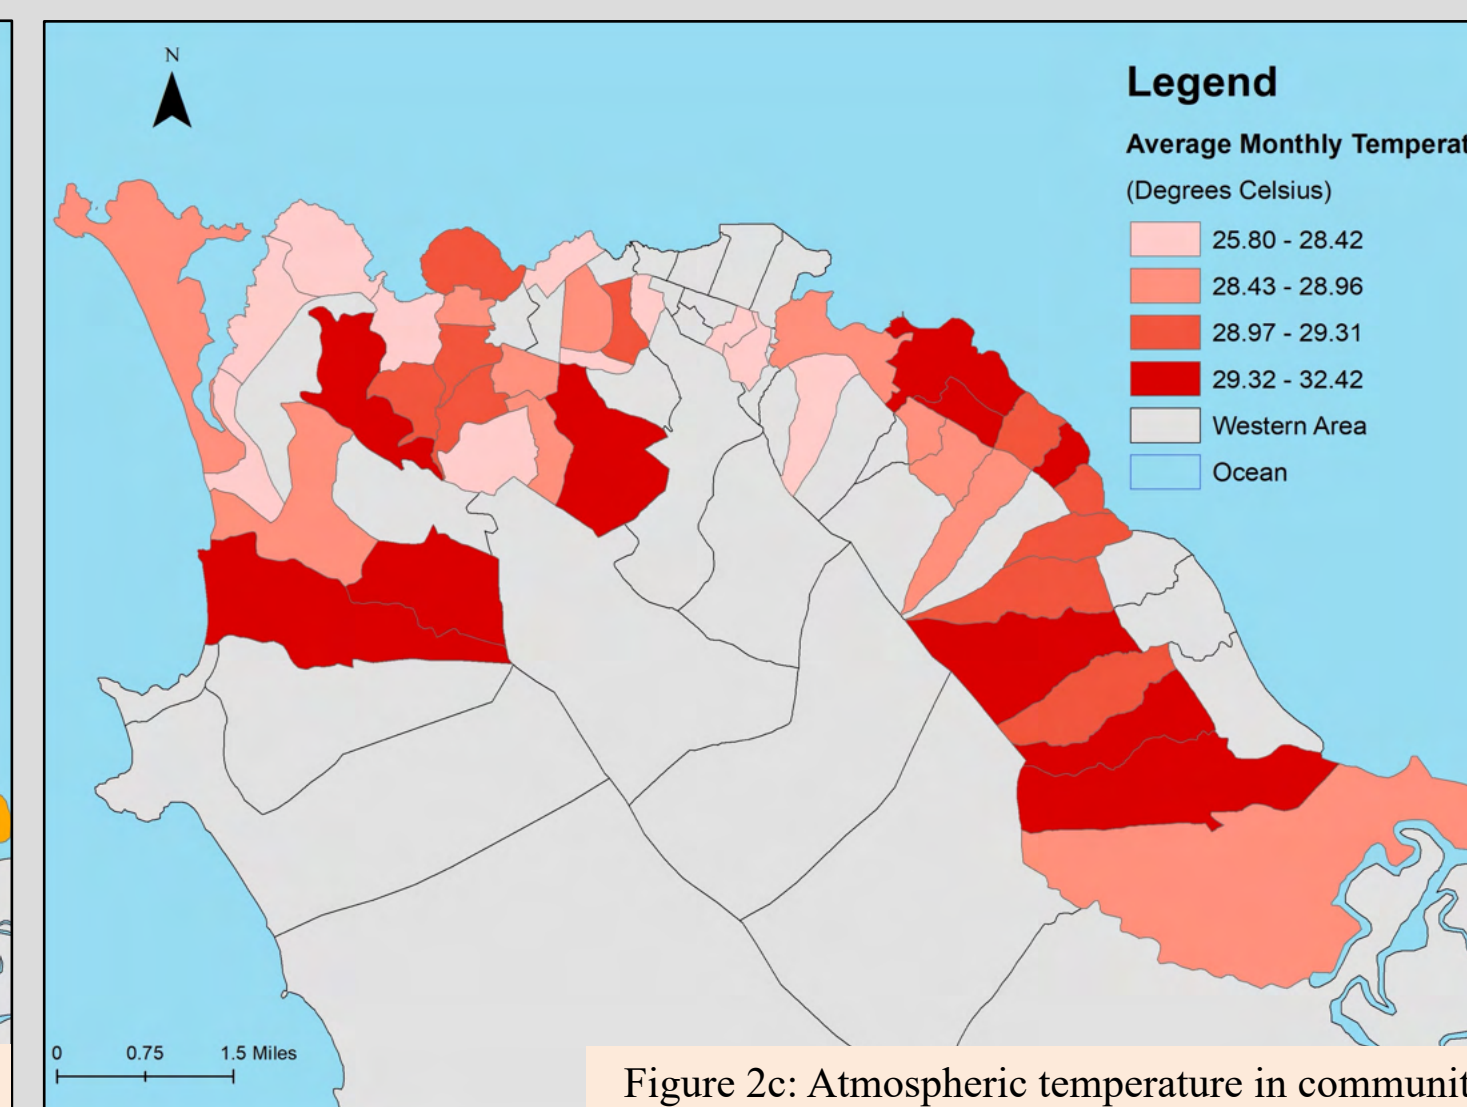 N
Legend
Average Monthly Temperat
(Degrees Celsius)
25.80 - 28.42
28.43 - 28.96
28.97 - 29.31
29.32 - 32.42
Western Area
Ocean
0 0.75 1.5 Miles
Figure 2c: Atmospheric temperature in communit